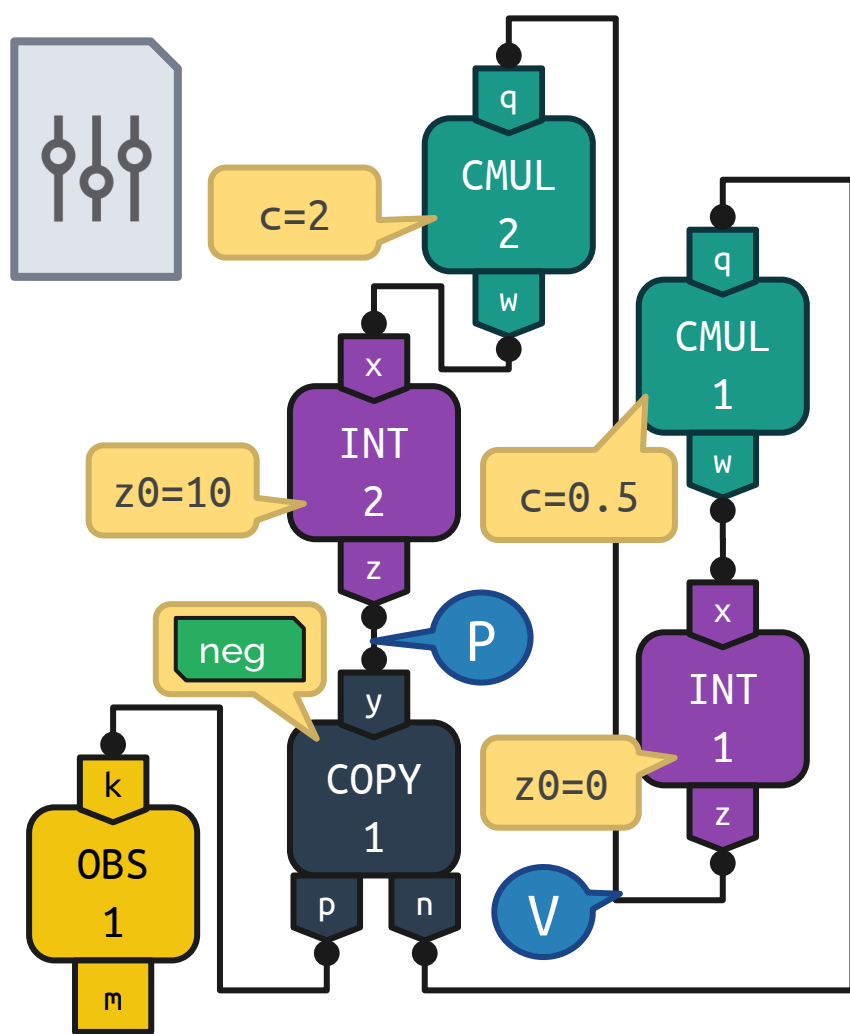 q
CMUL
2
c=2
w
q
CMUL
1
x
INT
2
w
z0=10
c=0.5
z
x
P
neg
INT
1
y
COPY
1
z0=0
k
z
OBS
1
p
n
V
m